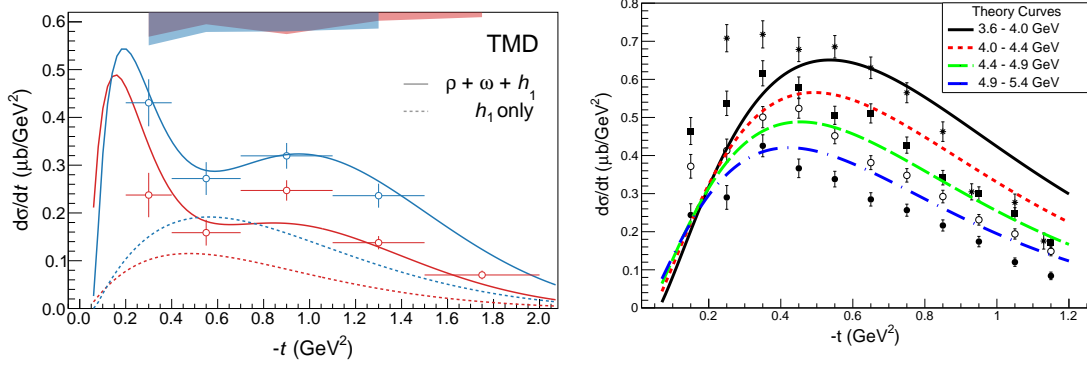 TMD
ρ + ω + h₁
h₁ only
dσ/dt (μb/GeV²)
0.6
0.5
0.4
0.3
0.2
0.1
0.0
0.0 0.2 0.4 0.6 0.8 1.0 1.2 1.4 1.6 1.8 2.0
-t (GeV²)
Theory Curves
3.6 - 4.0 GeV
4.0 - 4.4 GeV
4.4 - 4.9 GeV
4.9 - 5.4 GeV
dσ/dt (μb/GeV²)
0.8
0.7
0.6
0.5
0.4
0.3
0.2
0.1
0
0.2 0.4 0.6 0.8 1.0 1.2
-t (GeV²)